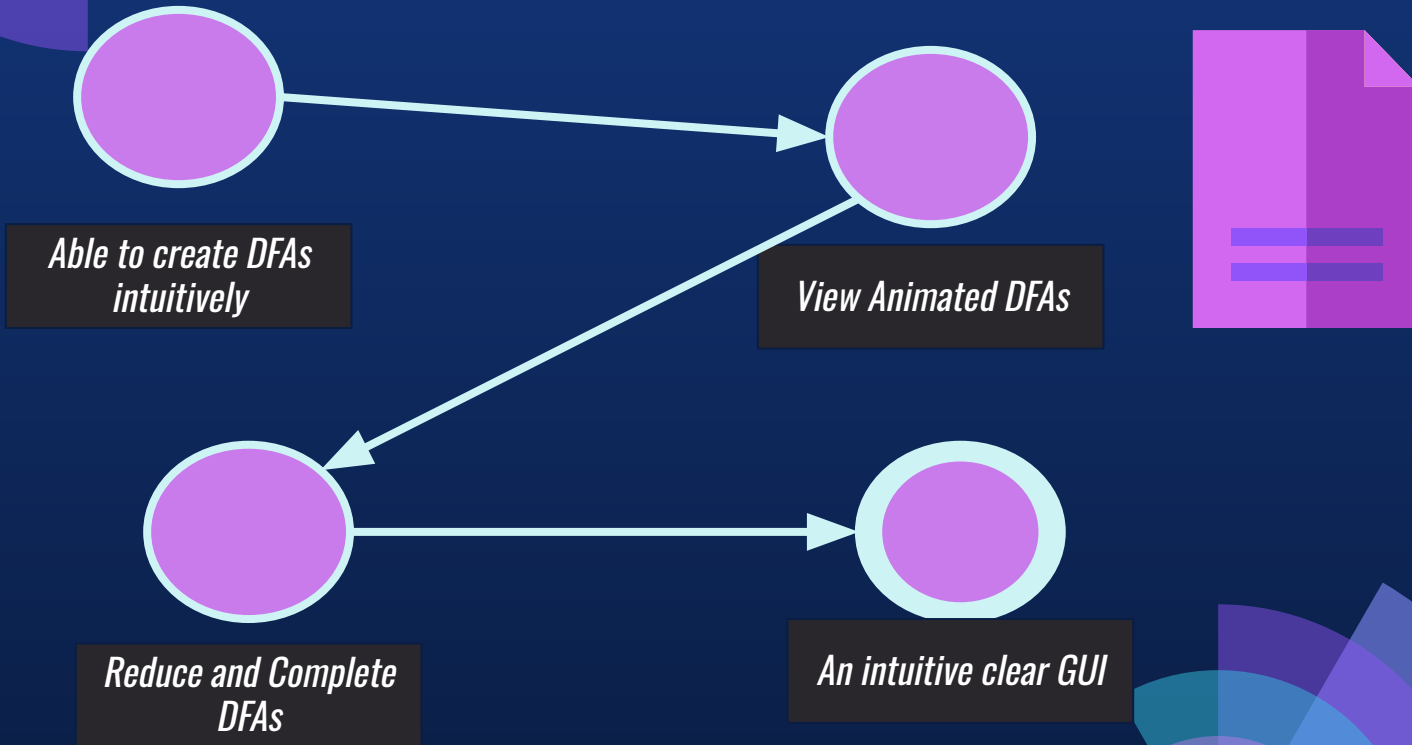 Able to create DFAs
intuitively
View Animated DFAs
Reduce and Complete
DFAs
An intuitive clear GUI